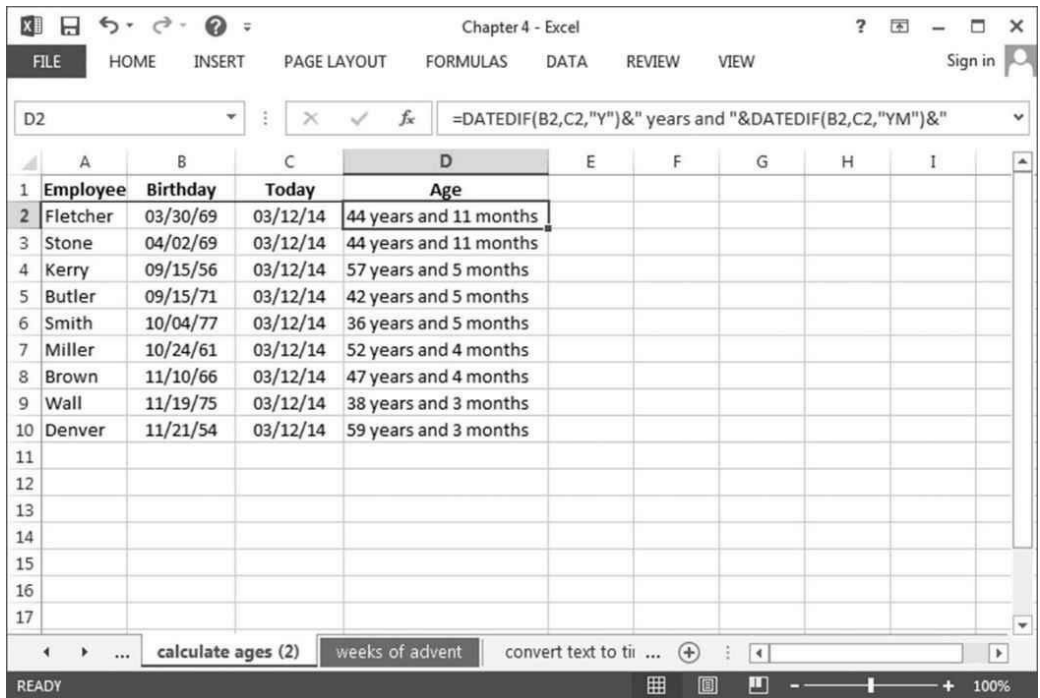 Chapter 4 - Excel
FILE HOME INSERT PAGE LAYOUT FORMULAS DATA REVIEW VIEW Sign in
D2 fx =DATEDIF(B2,C2,"Y")&" years and "&DATEDIF(B2,C2,"YM")&"
A B C D E F G H I
1 Employee Birthday Today Age
2 Fletcher 03/30/69 03/12/14 44 years and 11 months
3 Stone 04/02/69 03/12/14 44 years and 11 months
4 Kerry 09/15/56 03/12/14 57 years and 5 months
5 Butler 09/15/71 03/12/14 42 years and 5 months
6 Smith 10/04/77 03/12/14 36 years and 5 months
7 Miller 10/24/61 03/12/14 52 years and 4 months
8 Brown 11/10/66 03/12/14 47 years and 4 months
9 Wall 11/19/75 03/12/14 38 years and 3 months
10 Denver 11/21/54 03/12/14 59 years and 3 months
11
12
13
14
15
16
17
... calculate ages (2) weeks of advent convert text to tii ...
READY 100%